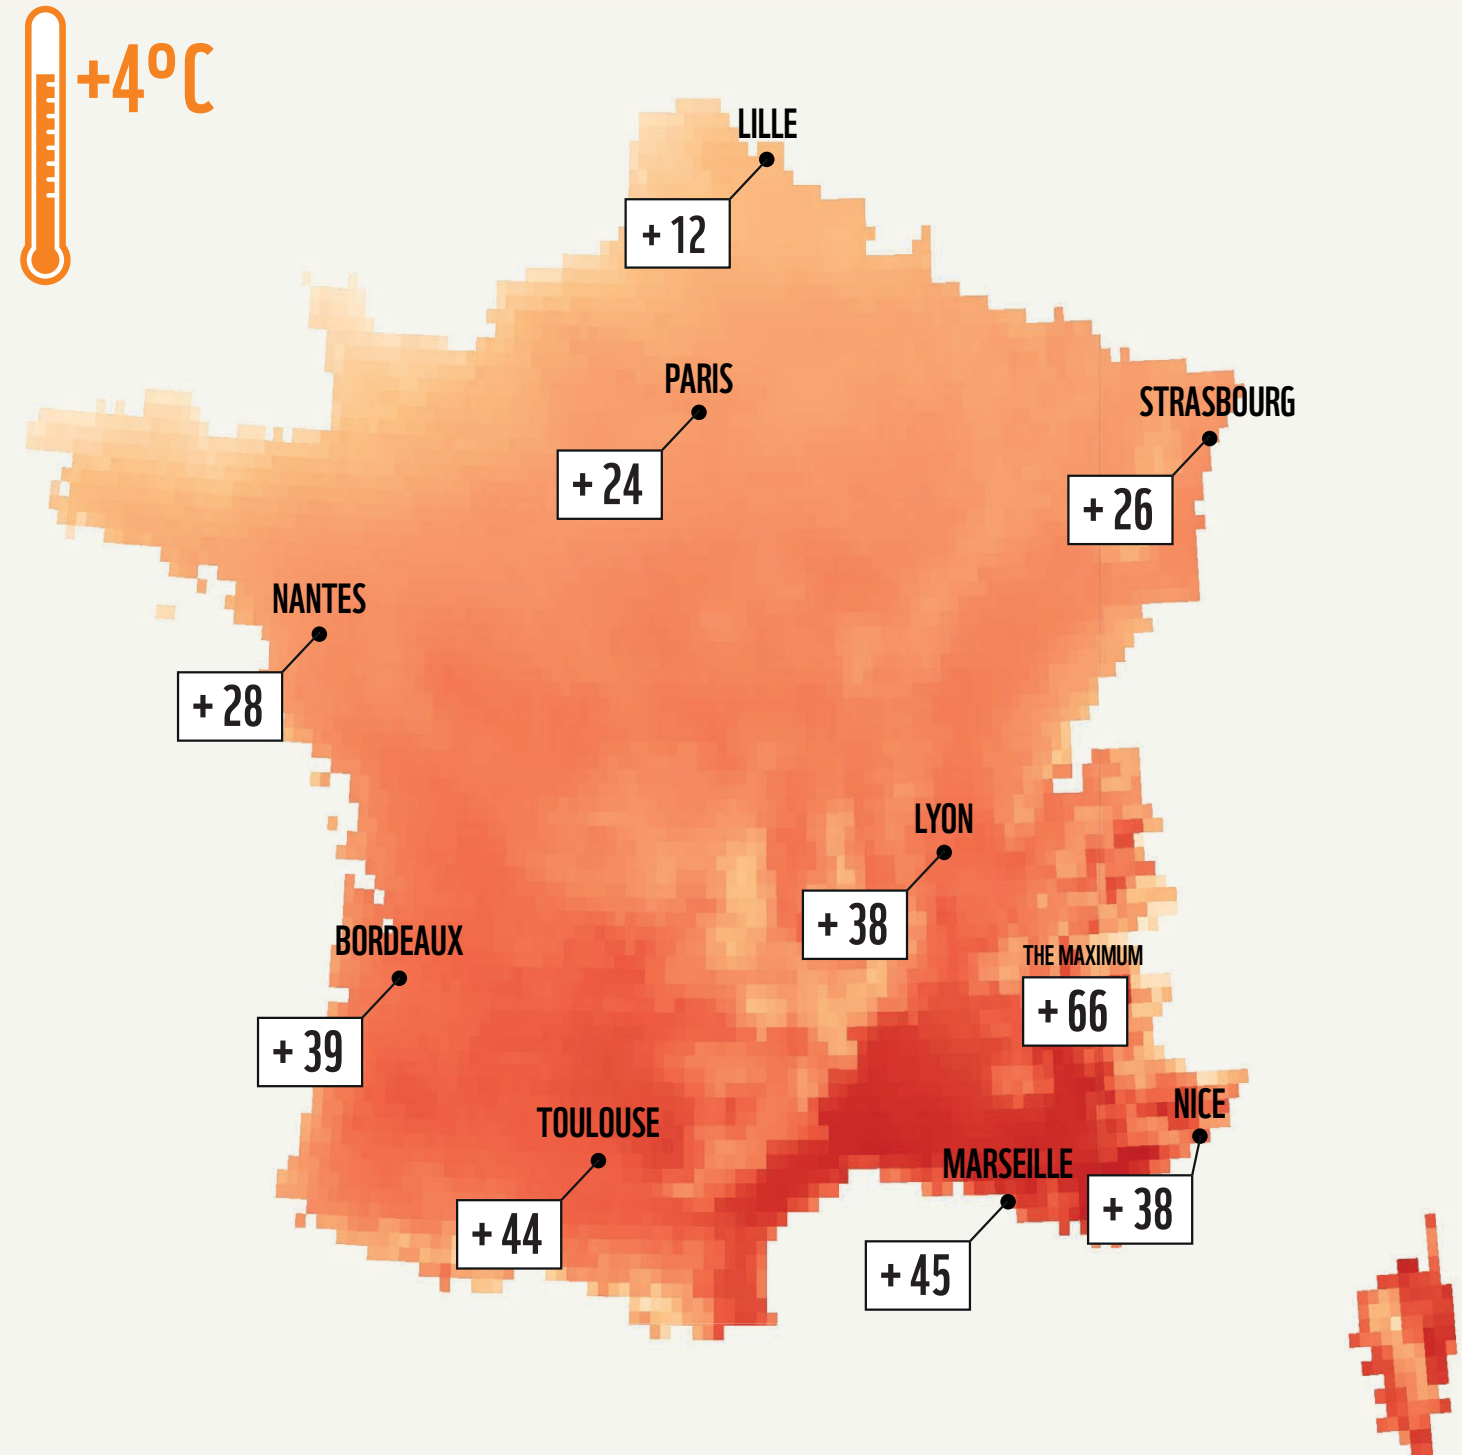 +4°C
LILLE
+ 12
PARIS
+ 24
STRASBOURG
+ 26
NANTES
+ 28
LYON
+ 38
BORDEAUX
+ 39
THE MAXIMUM
+ 66
TOULOUSE
+ 44
NICE
+ 38
MARSEILLE
+ 45